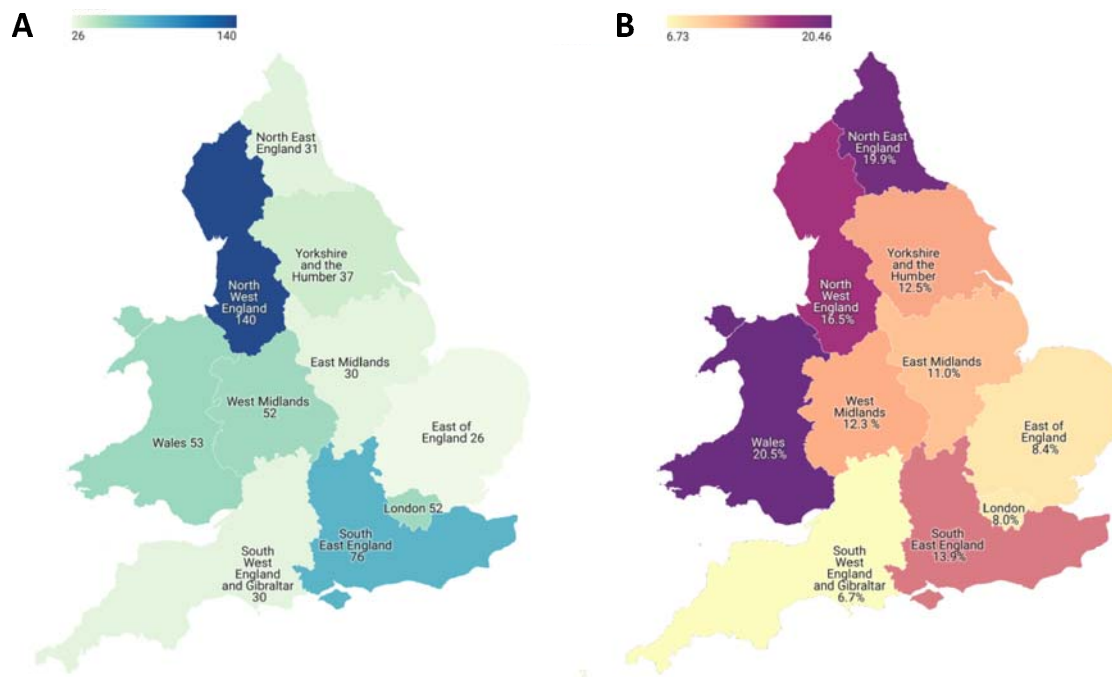 A
26 140
North East
England 31
Yorkshire
and the
Humber 37
North
West
England
140
East Midlands
30
West Midlands
52
Wales 53
East of
England 26
London 52
South
East England
76
South
West
England
and Gibraltar
30
B
6.73 20.46
North East
England
19.9%
Yorkshire
and the
Humber
12.5%
North
West
England
16.5%
East Midlands
11.0%
West
Midlands
12.3 %
Wales
20.5%
East of
England
8.4%
London
8.0%
South
East England
13.9%
South
West
England
and Gibraltar
6.7%